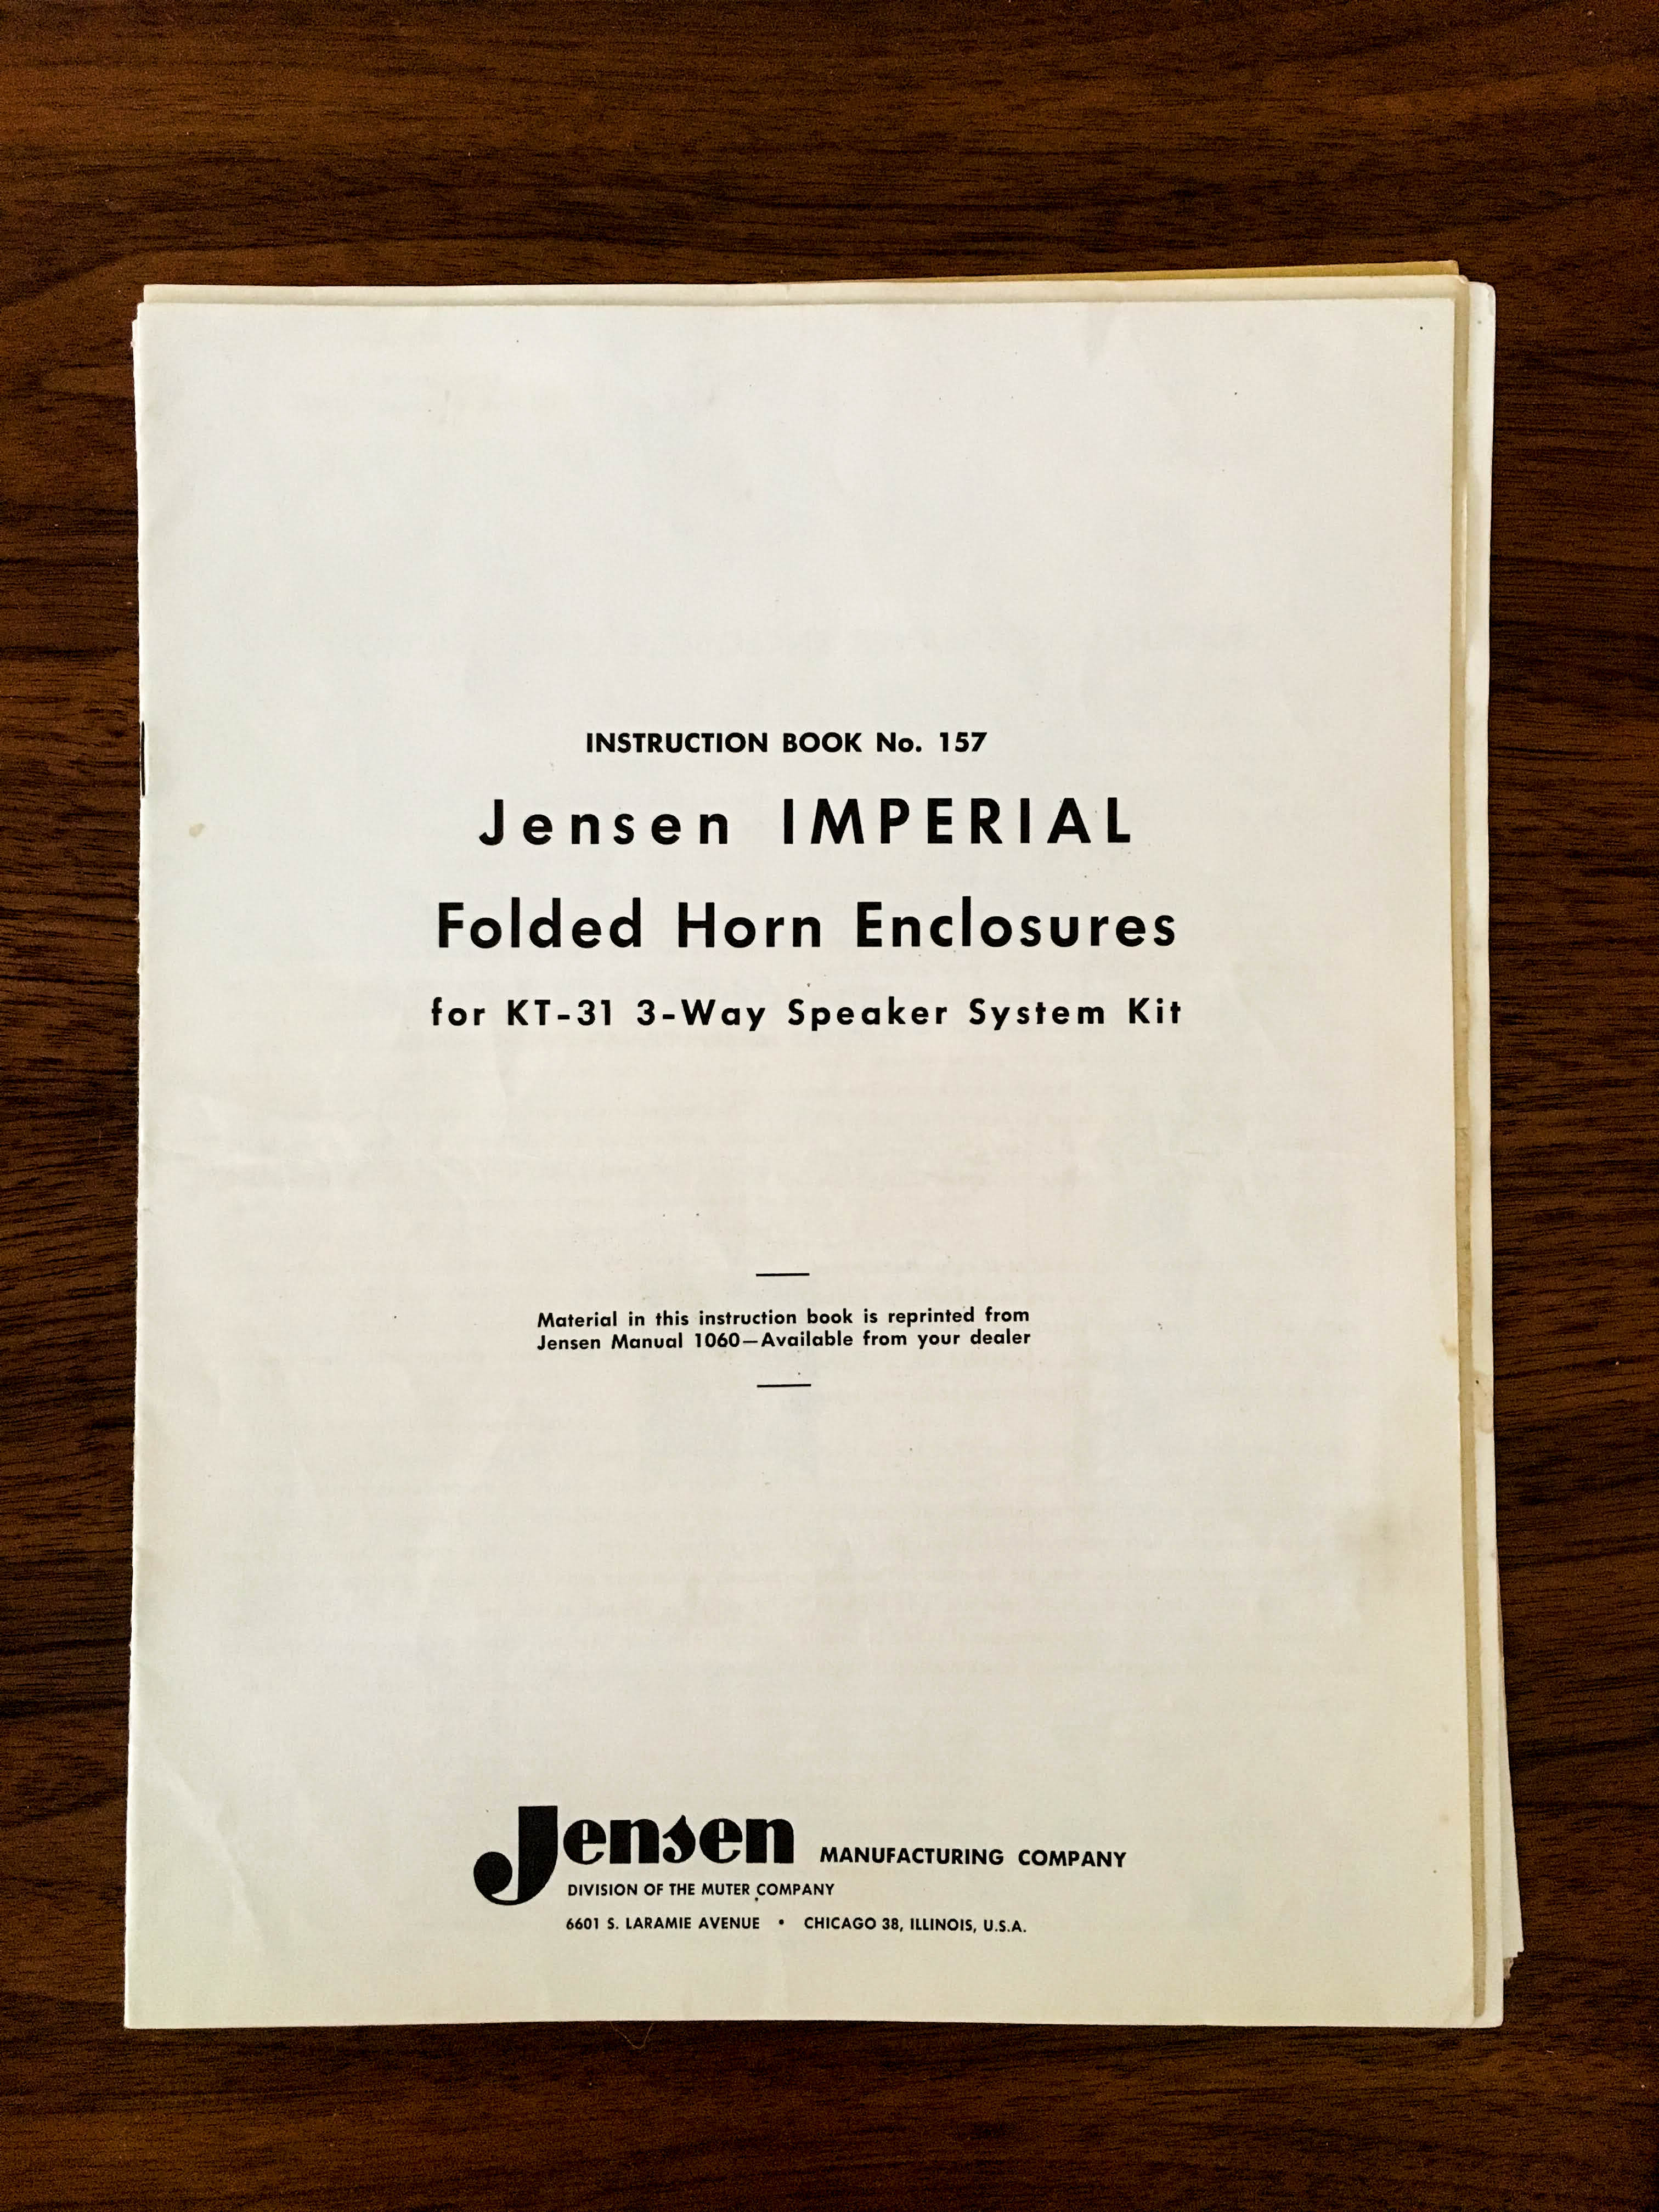 INSTRUCTION BOOK No. 157
Jensen IMPERIAL
Folded Horn Enclosures
for KT-31 3-Way Speaker System Kit
Material in this instruction book is reprinted from
Jensen Manual 1060—Available from your dealer
Jensen MANUFACTURING COMPANY
DIVISION OF THE MUTER COMPANY
6601 S. LARAMIE AVENUE • CHICAGO 38, ILLINOIS, U.S.A.